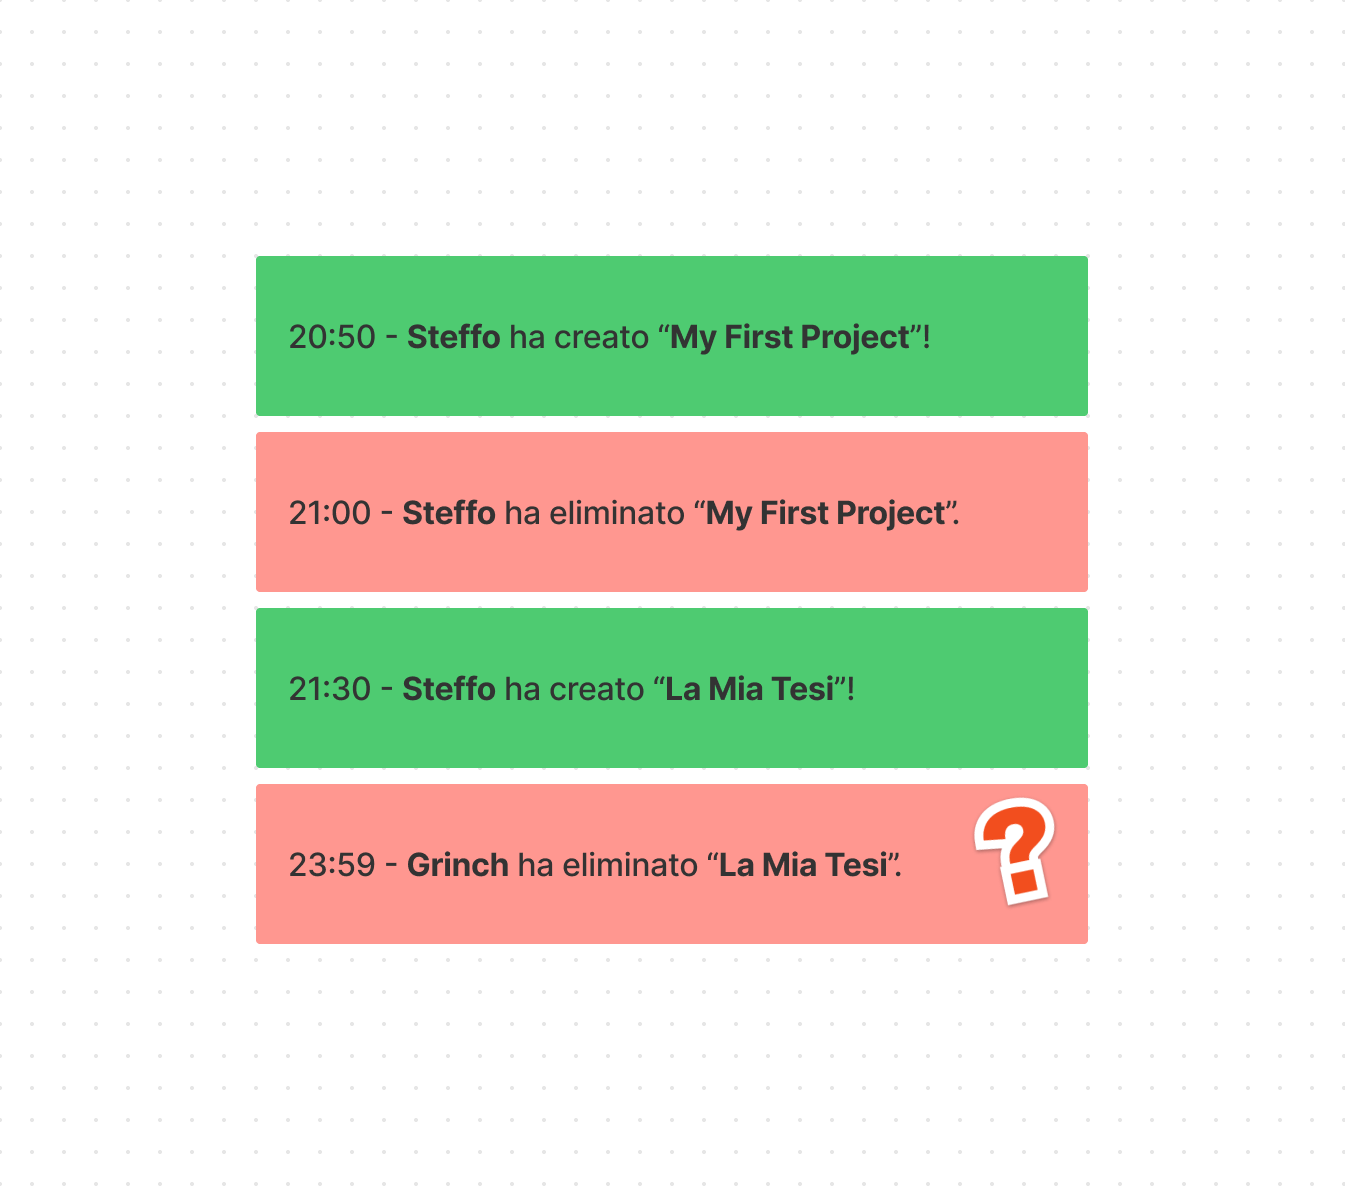 20:50 - Steffo ha creato “My First Project”!
21:00 - Steffo ha eliminato “My First Project”.
21:30 - Steffo ha creato “La Mia Tesi”!
23:59 - Grinch ha eliminato “La Mia Tesi”.
?